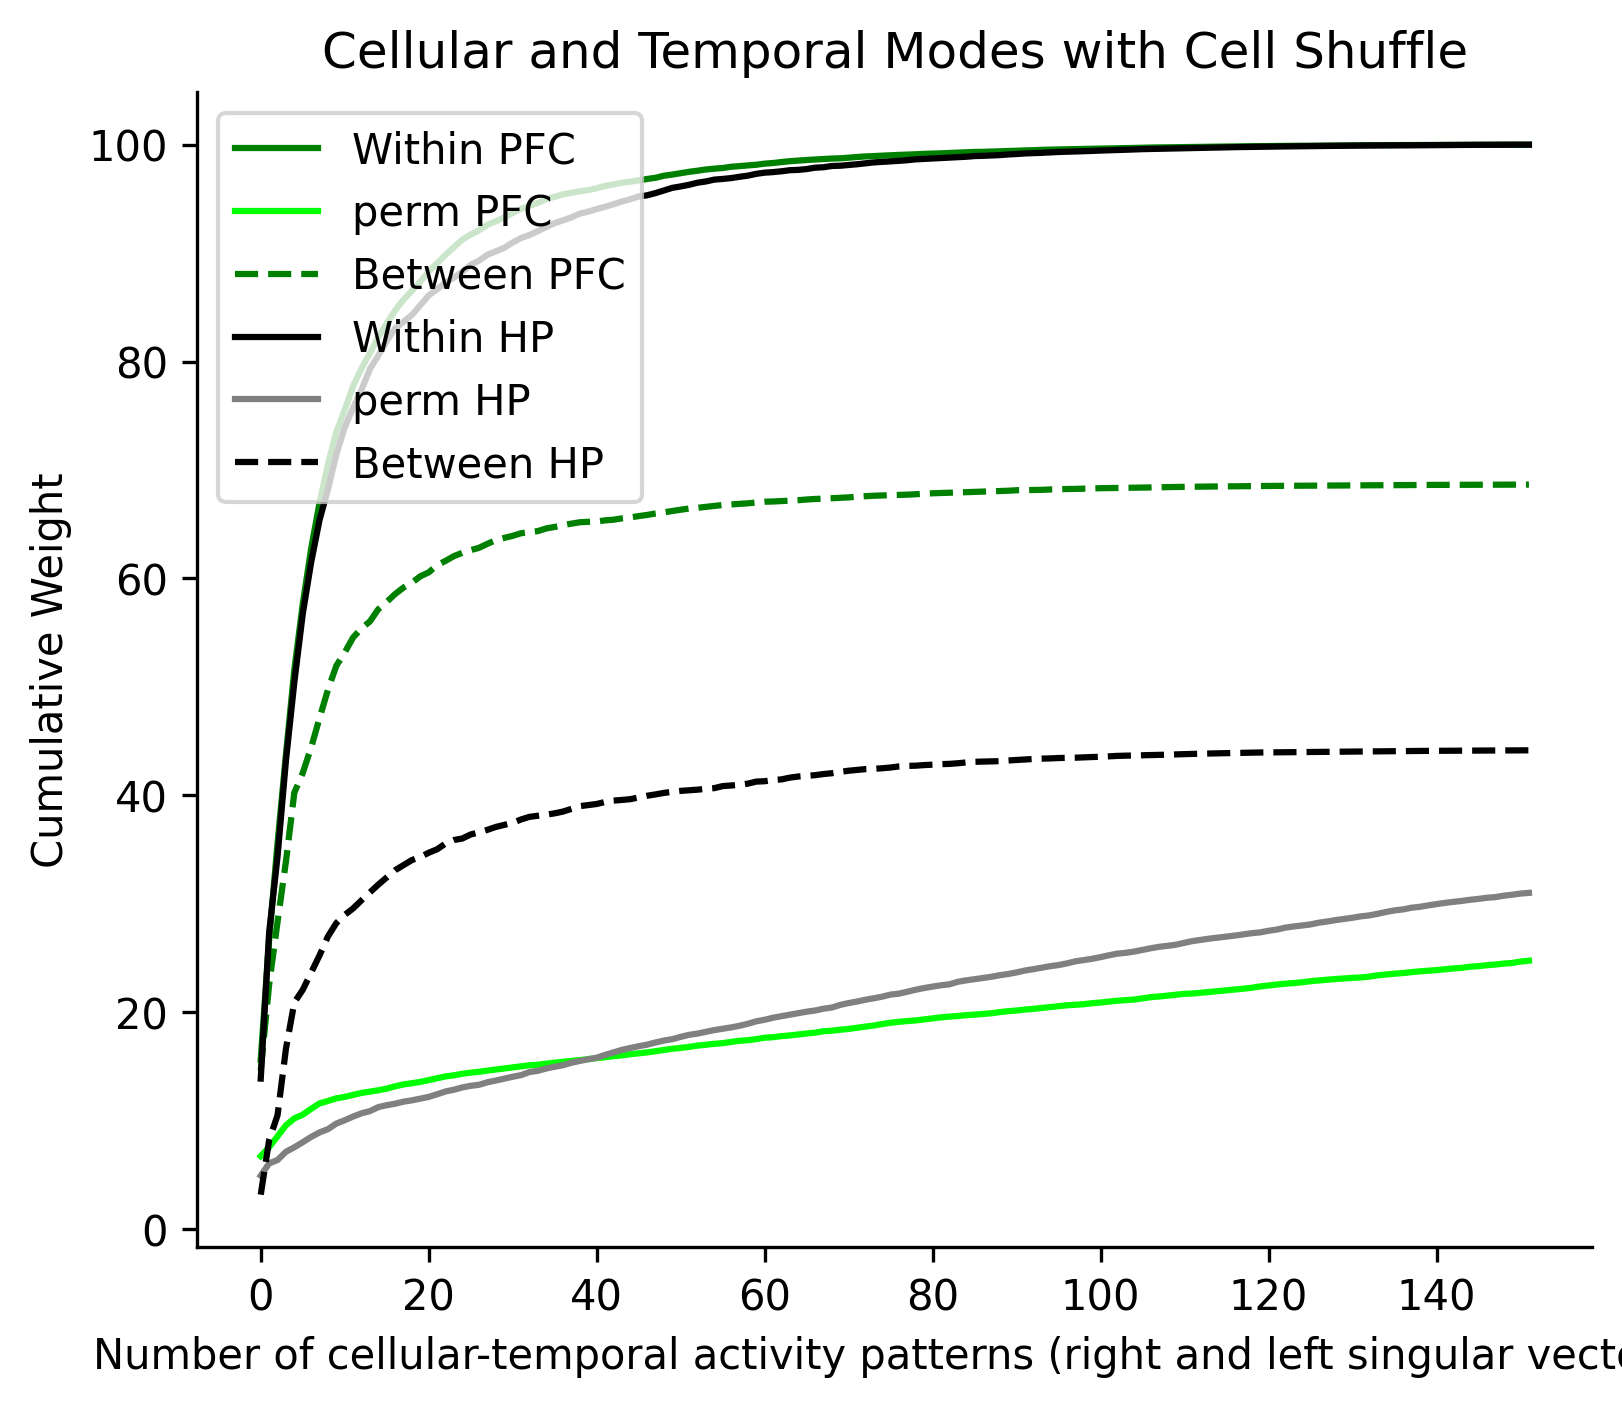 Cellular and Temporal Modes with Cell Shuffle
Within PFC
perm PFC
Between PFC
Within HP
perm HP
Between HP
Cumulative Weight
100
80
60
40
20
0
0 20 40 60 80 100 120 140
Number of cellular-temporal activity patterns (right and left singular